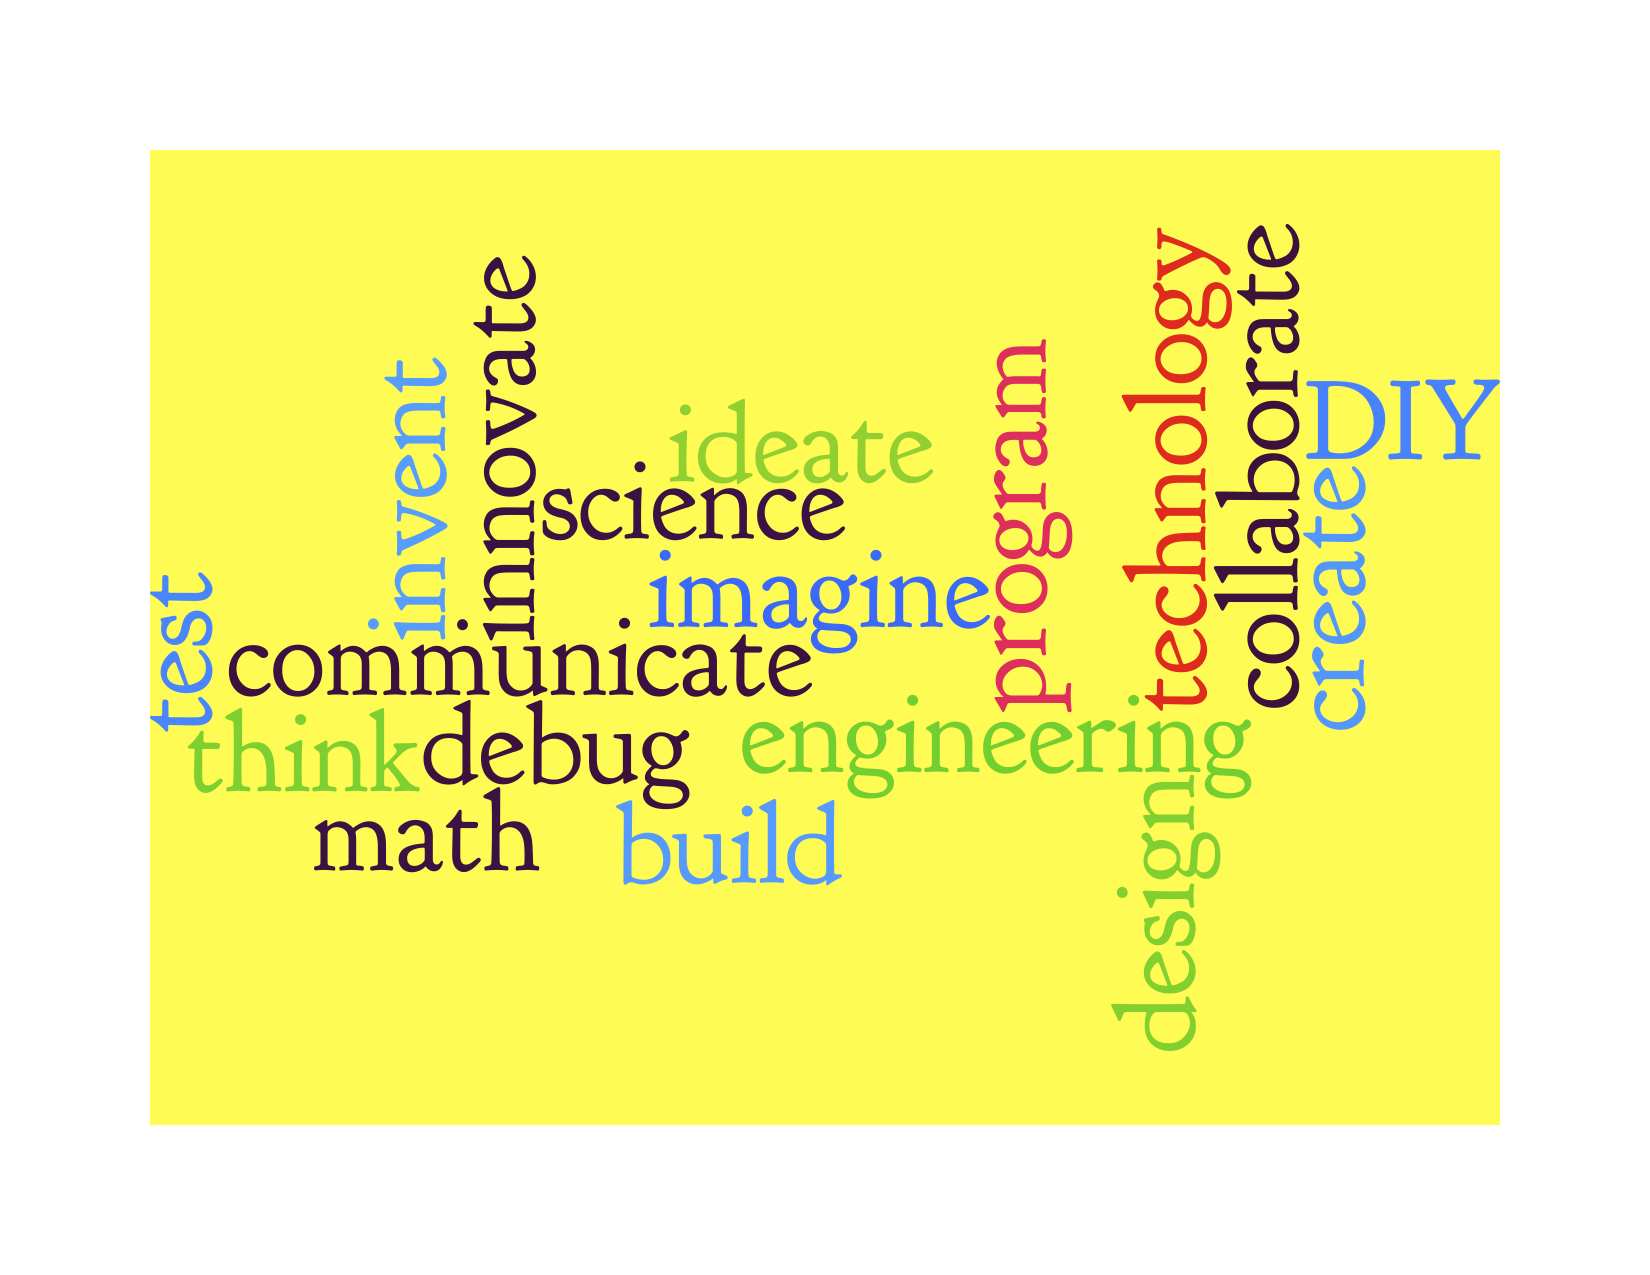 innovate
invent
ideate
science
imagine
program
technology
collaborate
DIY
create
test
communicate
think
debug
engineering
math
build
design